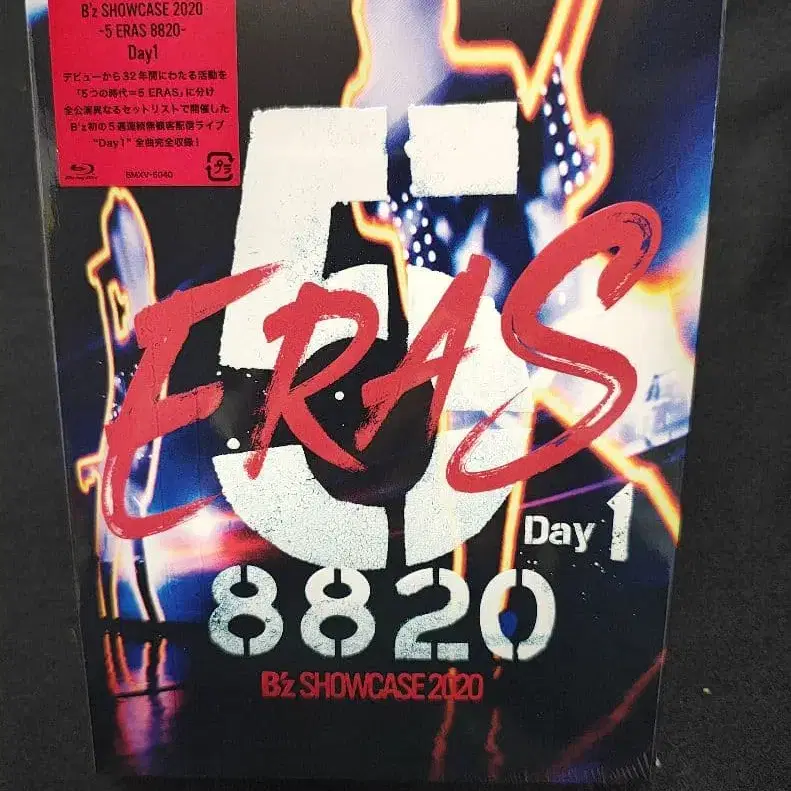 B'z SHOWCASE 2020
-5 ERAS 8820-
Day1
デビューから32年間にわたる活動を
「5つの時代=5 ERAS」に分け
全公演異なるセットリストで開催した
B'z初の5週連続無観客配信ライブ
"Day1" 全曲完全収録!
BMXV-5040
5
ERAS
Day 1
8820
B'z SHOWCASE 2020